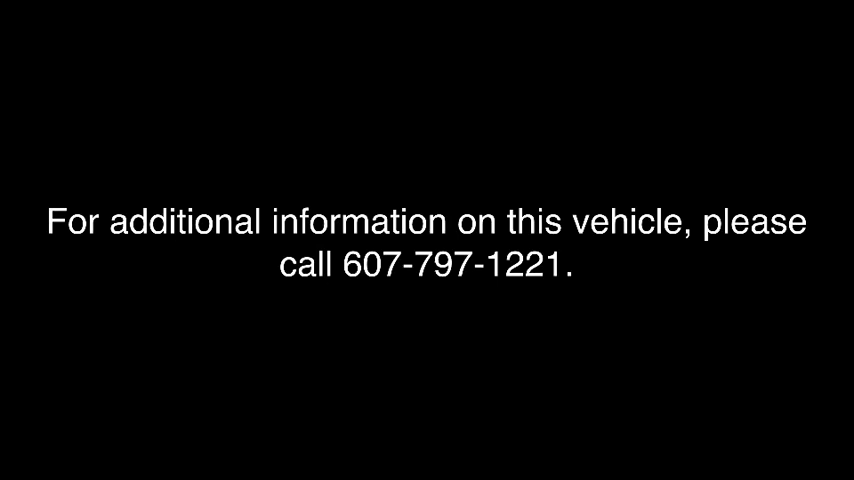 For additional information on this vehicle, please
call 607-797-1221.